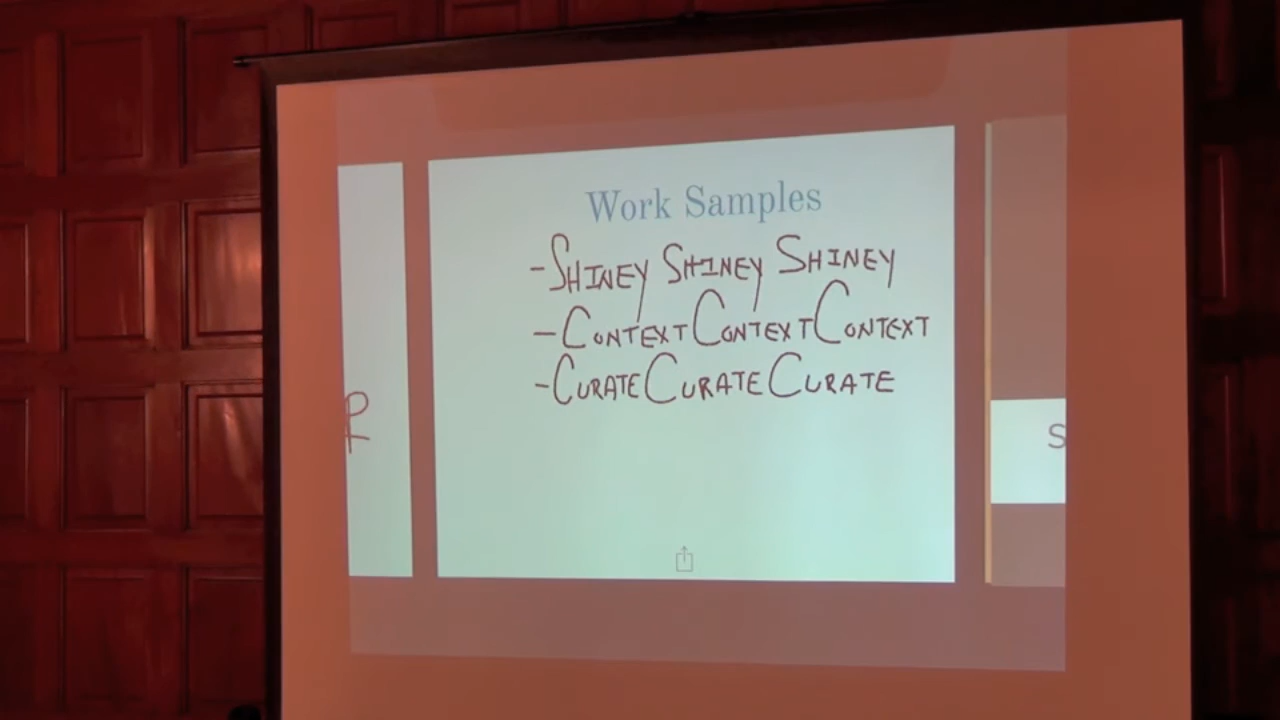 Work Samples
-SHINEY SHINEY SHINEY
-CONTEXT CONTEXT CONTEXT
-CURATE CURATE CURATE
R
S